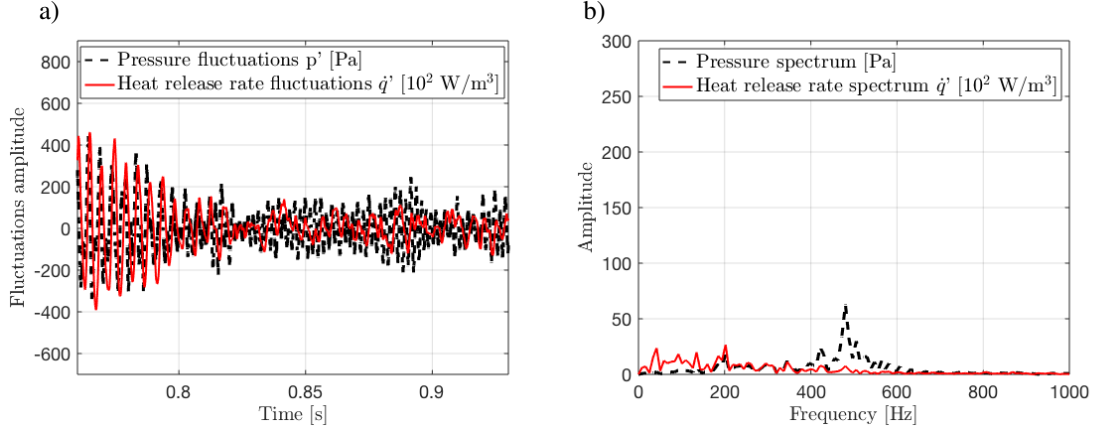 a)
Pressure fluctuations p' [Pa]
Heat release rate fluctuations q̇' [10² W/m³]
Fluctuations amplitude
800
600
400
200
0
-200
-400
-600
0.8
0.85
0.9
Time [s]
b)
Pressure spectrum [Pa]
Heat release rate spectrum q̇' [10² W/m³]
Amplitude
300
250
200
150
100
50
0
0
200
400
600
800
1000
Frequency [Hz]